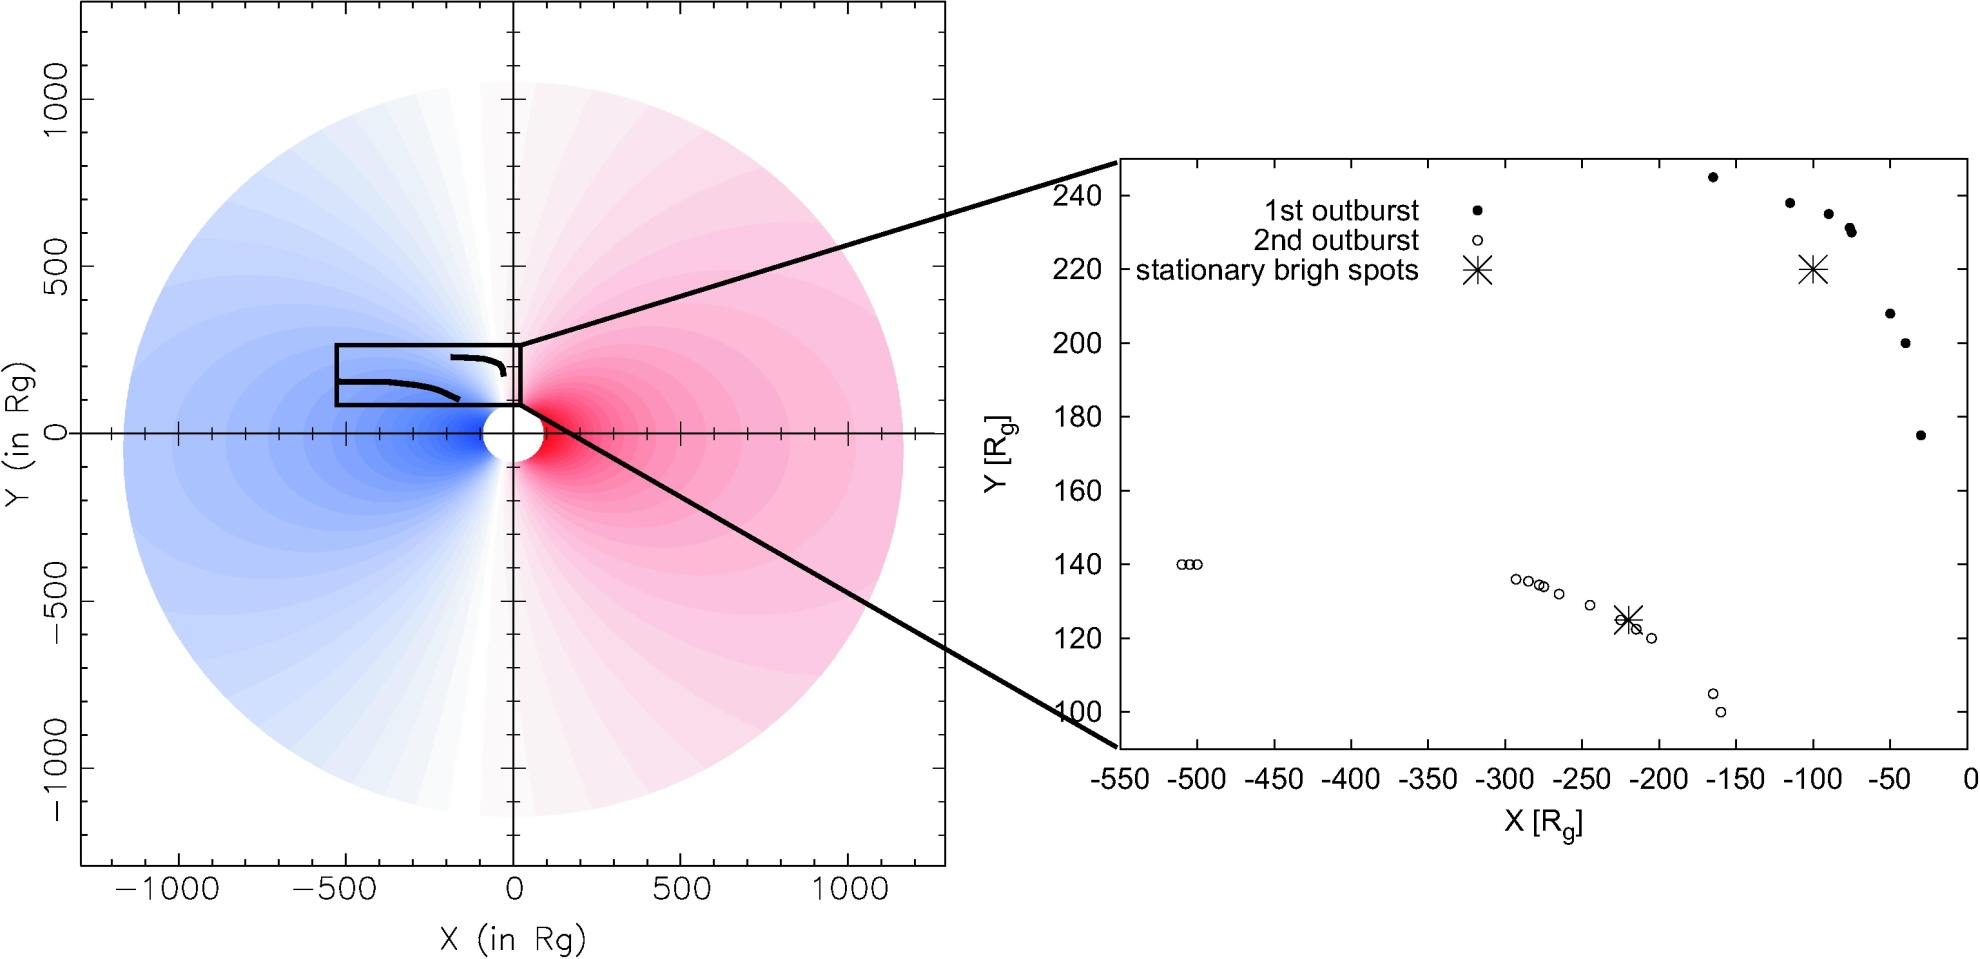 1000
500
0
−500
−1000
Y (in Rg)
−1000 −500 0 500 1000
X (in Rg)
1st outburst
2nd outburst
stationary brigh spots
240
220
200
180
160
140
120
100
Y [Rg]
-550 -500 -450 -400 -350 -300 -250 -200 -150 -100 -50 0
X [Rg]